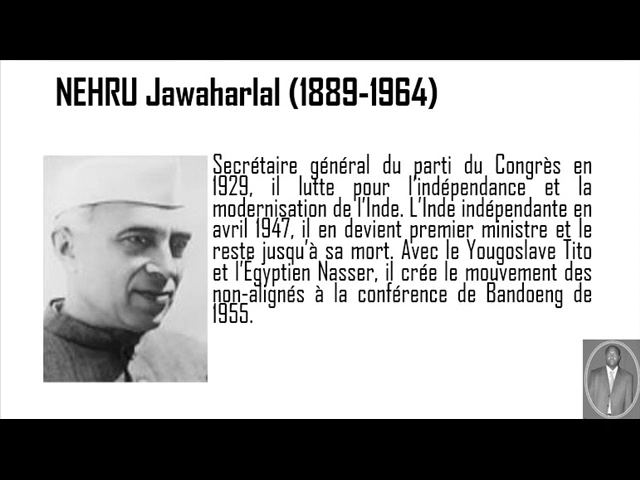 NEHRU Jawaharlal (1889-1964)
Secrétaire général du parti du Congrès en
1929, il lutte pour l'indépendance et la
modernisation de l'Inde. L'Inde indépendante en
avril 1947, il en devient premier ministre et le
reste jusqu'à sa mort. Avec le Yougoslave Tito
et l'Egyptien Nasser, il crée le mouvement des
non-alignés à la conférence de Bandoeng de
1955.